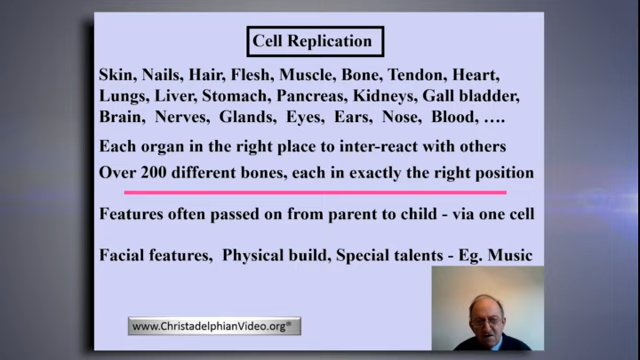 Cell Replication
Skin, Nails, Hair, Flesh, Muscle, Bone, Tendon, Heart,
Lungs, Liver, Stomach, Pancreas, Kidneys, Gall bladder,
Brain, Nerves, Glands, Eyes, Ears, Nose, Blood, ....
Each organ in the right place to inter-react with others
Over 200 different bones, each in exactly the right position
Features often passed on from parent to child - via one cell
Facial features, Physical build, Special talents - Eg. Music
www.ChristadelphianVideo.org®